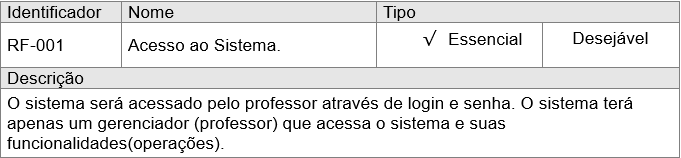 Identificador Nome Tipo
RF-001 Acesso ao Sistema. √ Essencial Desejável
Descrição
O sistema será acessado pelo professor através de login e senha. O sistema terá
apenas um gerenciador (professor) que acessa o sistema e suas
funcionalidades(operações).